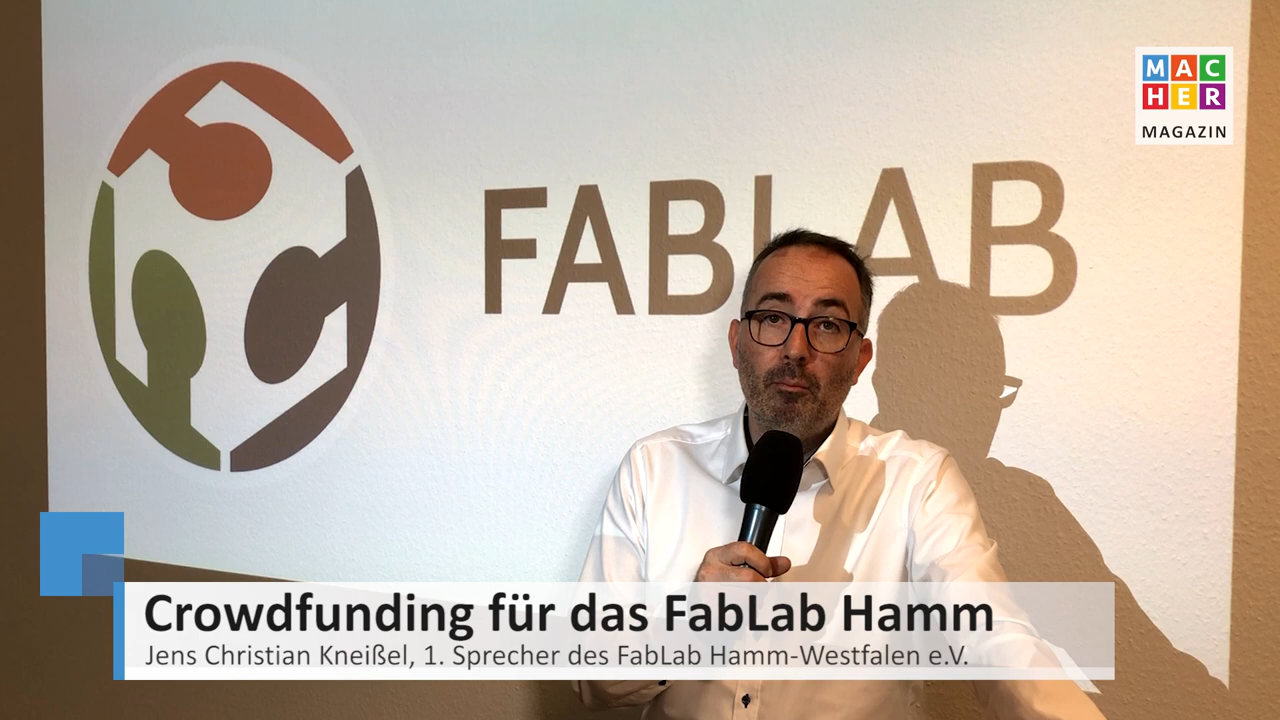 MAC
HER
MAGAZIN
FABLAB
Crowdfunding für das FabLab Hamm
Jens Christian Kneißel, 1. Sprecher des FabLab Hamm-Westfalen e.V.